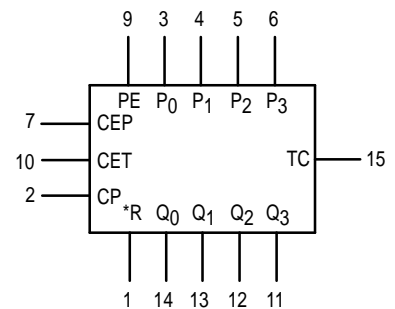 9 3 4 5 6
PE P0 P1 P2 P3
7 CEP
10 CET TC 15
2 CP
*R Q0 Q1 Q2 Q3
1 14 13 12 11